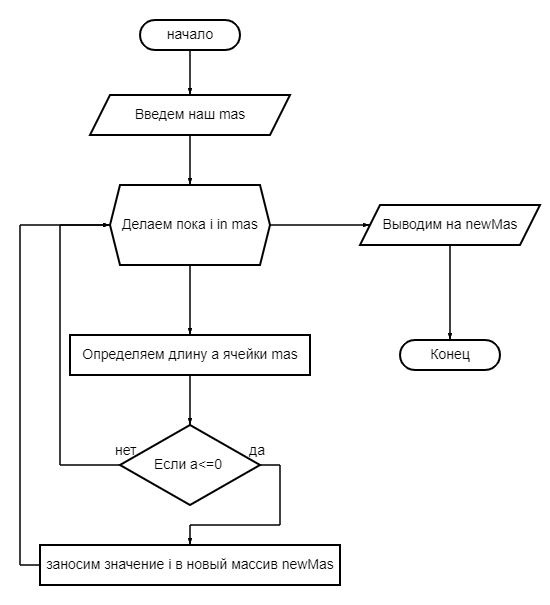 начало
Введем наш mas
Делаем пока i in mas
Выводим на newMas
Определяем длину a ячейки mas
Конец
нет
да
Если a<=0
заносим значение i в новый массив newMas